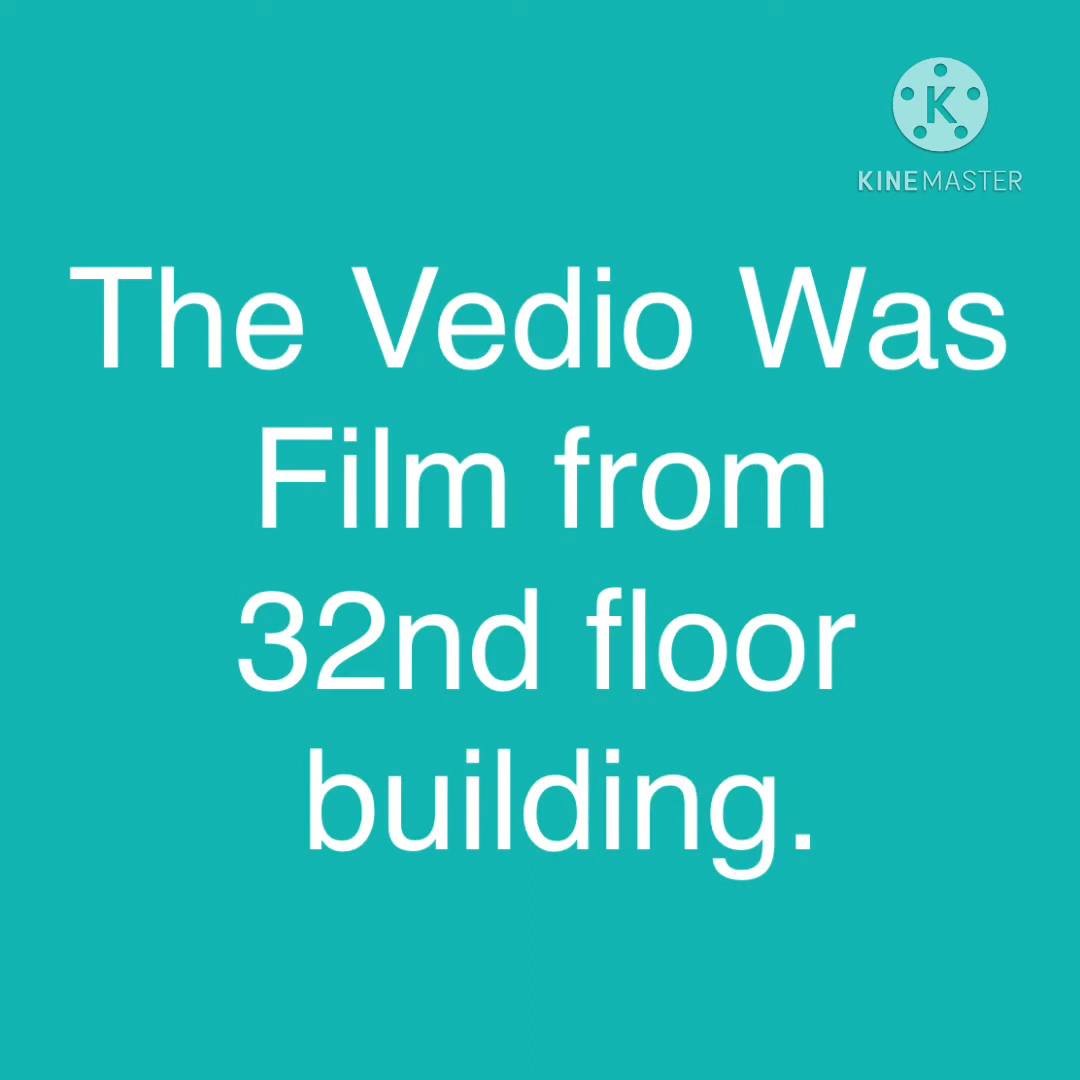 K
KINEMASTER
The Vedio Was
Film from
32nd floor
building.